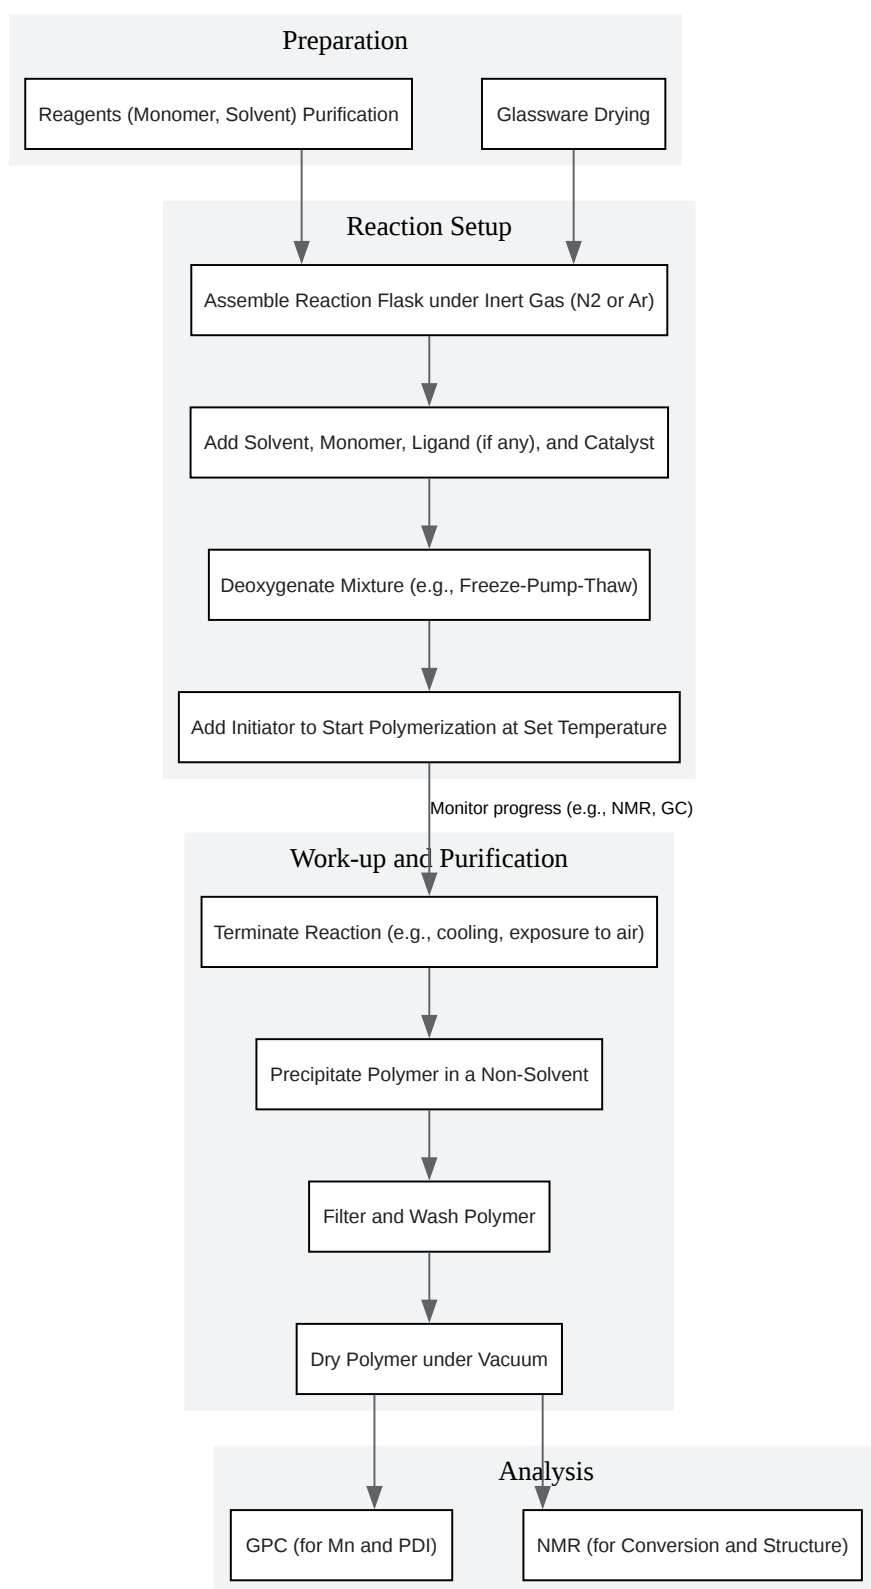 Preparation
Reagents (Monomer, Solvent) Purification
Glassware Drying
Reaction Setup
Assemble Reaction Flask under Inert Gas (N2 or Ar)
Add Solvent, Monomer, Ligand (if any), and Catalyst
Deoxygenate Mixture (e.g., Freeze-Pump-Thaw)
Add Initiator to Start Polymerization at Set Temperature
Monitor progress (e.g., NMR, GC)
Work-up and Purification
Terminate Reaction (e.g., cooling, exposure to air)
Precipitate Polymer in a Non-Solvent
Filter and Wash Polymer
Dry Polymer under Vacuum
Analysis
GPC (for Mn and PDI)
NMR (for Conversion and Structure)